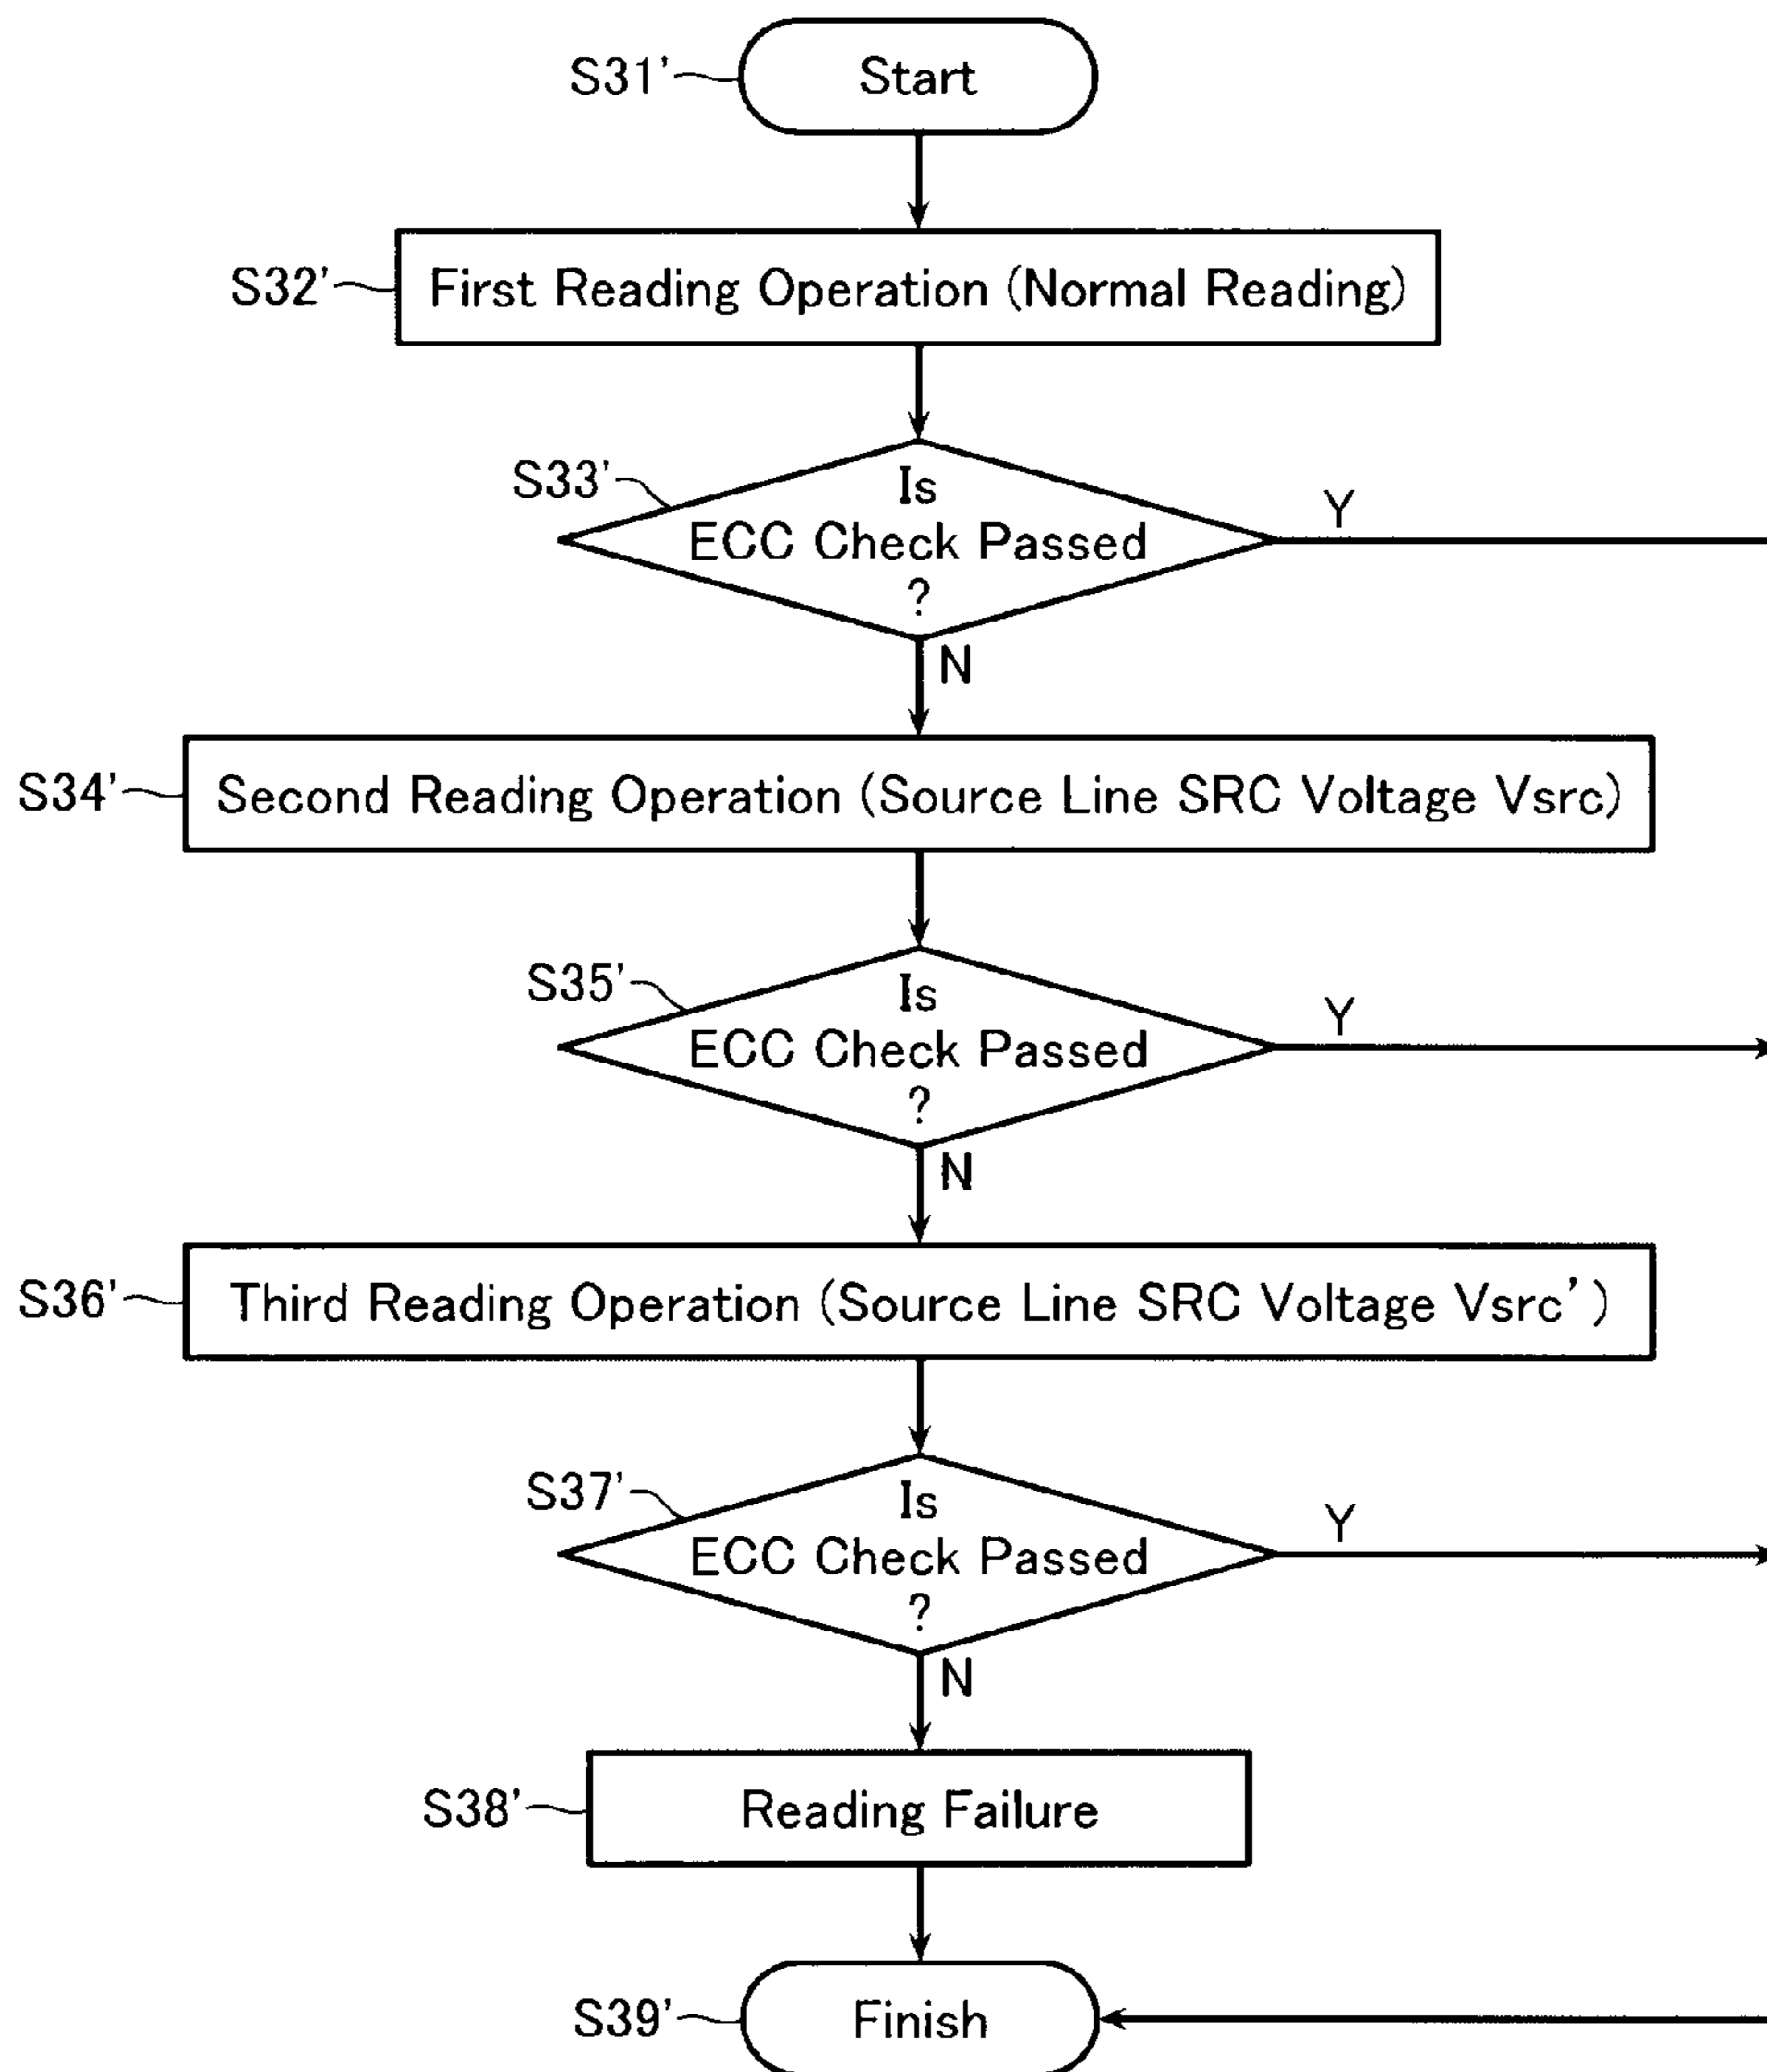 S31'
Start
S32'
First Reading Operation (Normal Reading)
S33'
Is
ECC Check Passed
?
Y
N
S34'
Second Reading Operation (Source Line SRC Voltage Vsrc)
S35'
Is
ECC Check Passed
?
Y
N
S36'
Third Reading Operation (Source Line SRC Voltage Vsrc')
S37'
Is
ECC Check Passed
?
Y
N
S38'
Reading Failure
S39'
Finish